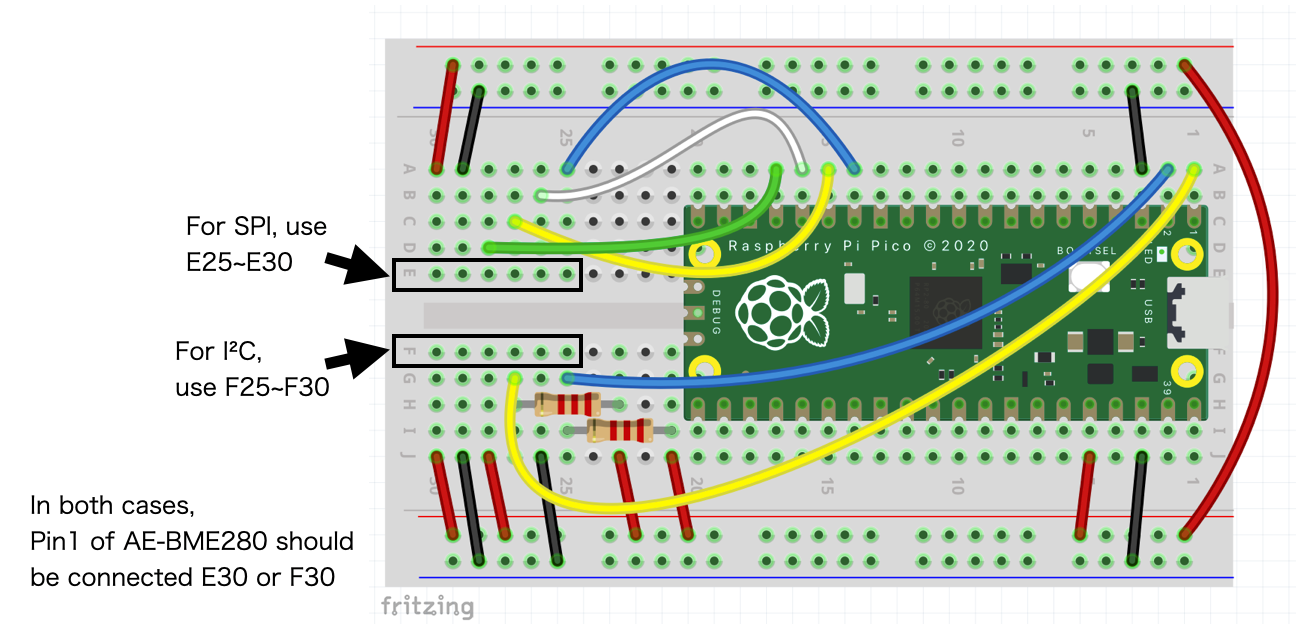 30
25
20
15
10
5
1
A
A
B
B
C
C
For SPI, use
D
D
Raspberry Pi Pico ©2020
BOOTSEL
LED
2
1
E30
E25~E30
E
E
DEBUG
USB
For I²C,
F
F
use F25~F30
G
G
39
H
H
I
I
J
J
30
25
20
15
10
5
1
In both cases,
Pin1 of AE-BME280 should
be connected E30 or F30
fritzing